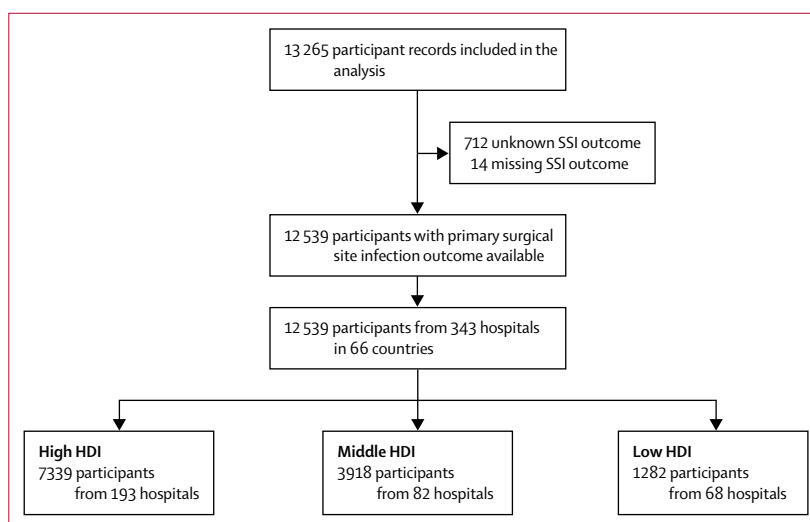 13 265 participant records included in the
analysis
712 unknown SSI outcome
14 missing SSI outcome
12 539 participants with primary surgical
site infection outcome available
12 539 participants from 343 hospitals
in 66 countries
High HDI
7339 participants
from 193 hospitals
Middle HDI
3918 participants
from 82 hospitals
Low HDI
1282 participants
from 68 hospitals